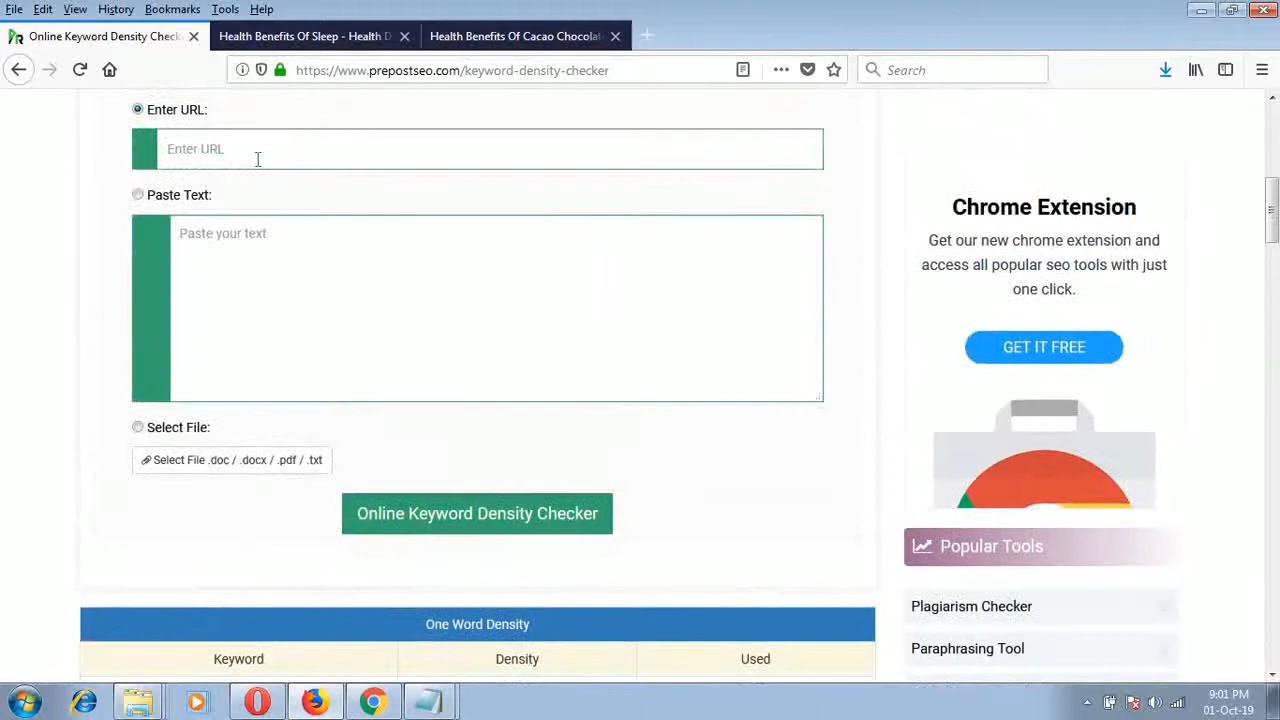 File Edit View History Bookmarks Tools Help
Online Keyword Density Check
Health Benefits Of Sleep - Health D
Health Benefits Of Cacao Chocolat
https://www.prepostseo.com/keyword-density-checker
Search
Enter URL:
Enter URL
Paste Text:
Paste your text
Select File:
Select File .doc / .docx / .pdf / .txt
Online Keyword Density Checker
One Word Density
Keyword Density Used
Chrome Extension
Get our new chrome extension and
access all popular seo tools with just
one click.
GET IT FREE
Popular Tools
Plagiarism Checker
Paraphrasing Tool
9:01 PM
01-Oct-19